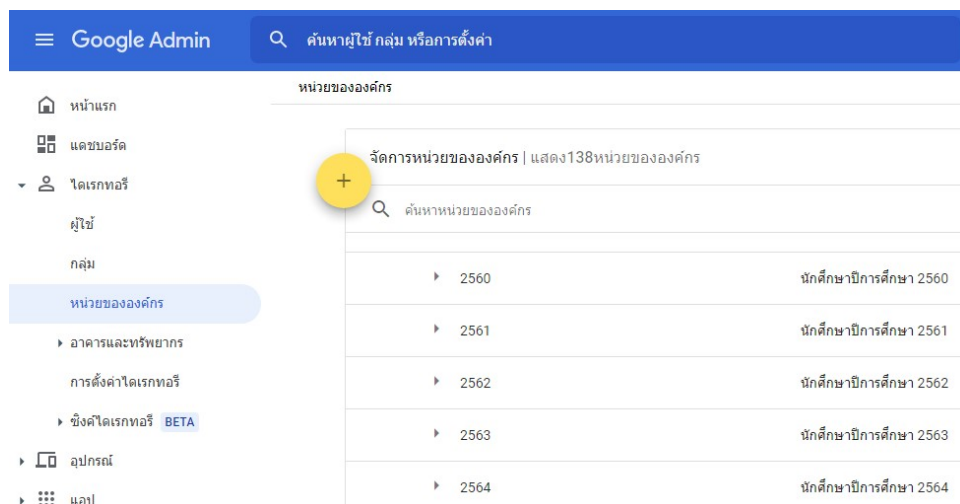 Google Admin
ค้นหาผู้ใช้ กลุ่ม หรือการตั้งค่า
หน้าแรก
แดชบอร์ด
ไดเรกทอรี
ผู้ใช้
กลุ่ม
หน่วยขององค์กร
อาคารและทรัพยากร
การตั้งค่าไดเรกทอรี
ซิงค์ไดเรกทอรี BETA
อุปกรณ์
แอป
หน่วยขององค์กร
จัดการหน่วยขององค์กร | แสดง138หน่วยขององค์กร
ค้นหาหน่วยขององค์กร
2560 นักศึกษาปีการศึกษา 2560
2561 นักศึกษาปีการศึกษา 2561
2562 นักศึกษาปีการศึกษา 2562
2563 นักศึกษาปีการศึกษา 2563
2564 นักศึกษาปีการศึกษา 2564